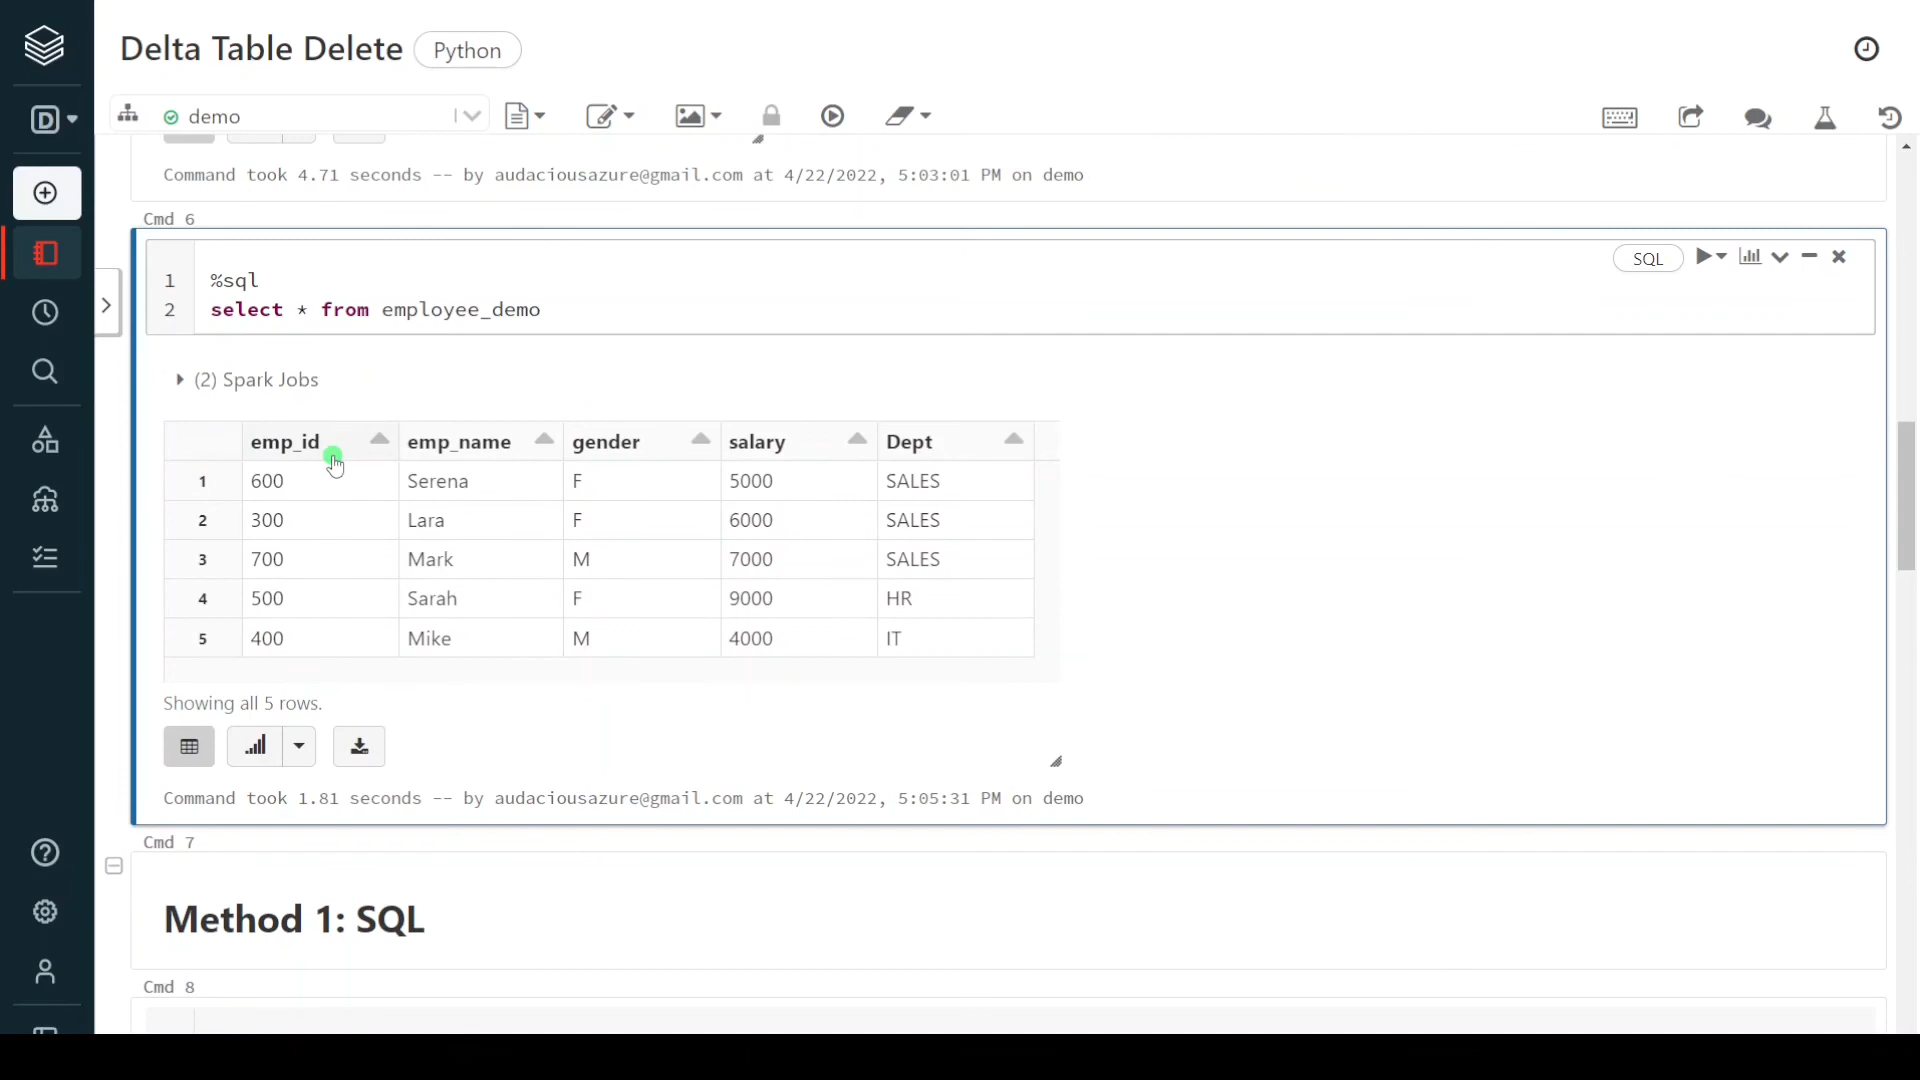 Delta Table Delete Python
demo
Command took 4.71 seconds -- by audaciousazure@gmail.com at 4/22/2022, 5:03:01 PM on demo
Cmd 6
SQL
1 %sql
2 select * from employee_demo
(2) Spark Jobs
emp_id emp_name gender salary Dept
1 600 Serena F 5000 SALES
2 300 Lara F 6000 SALES
3 700 Mark M 7000 SALES
4 500 Sarah F 9000 HR
5 400 Mike M 4000 IT
Showing all 5 rows.
Command took 1.81 seconds -- by audaciousazure@gmail.com at 4/22/2022, 5:05:31 PM on demo
Cmd 7
Method 1: SQL
Cmd 8